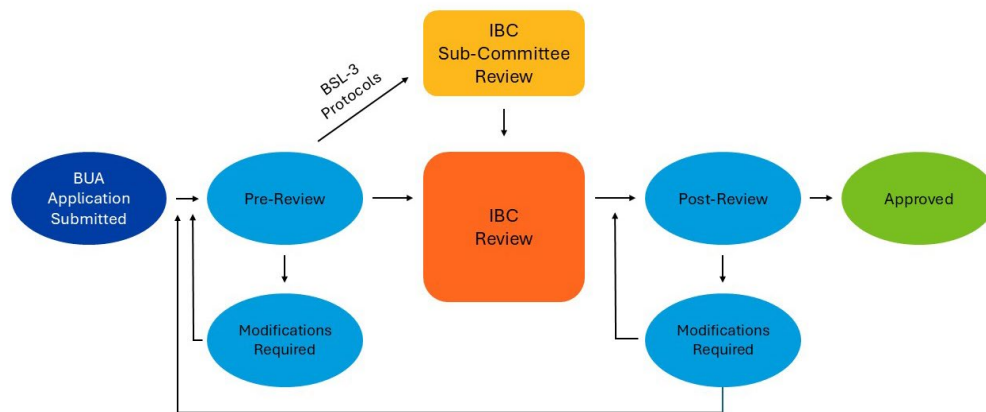 IBC
Sub-Committee
Review
BSL-3
Protocols
BUA
Application
Submitted
Pre-Review
IBC
Review
Post-Review
Approved
Modifications
Required
Modifications
Required